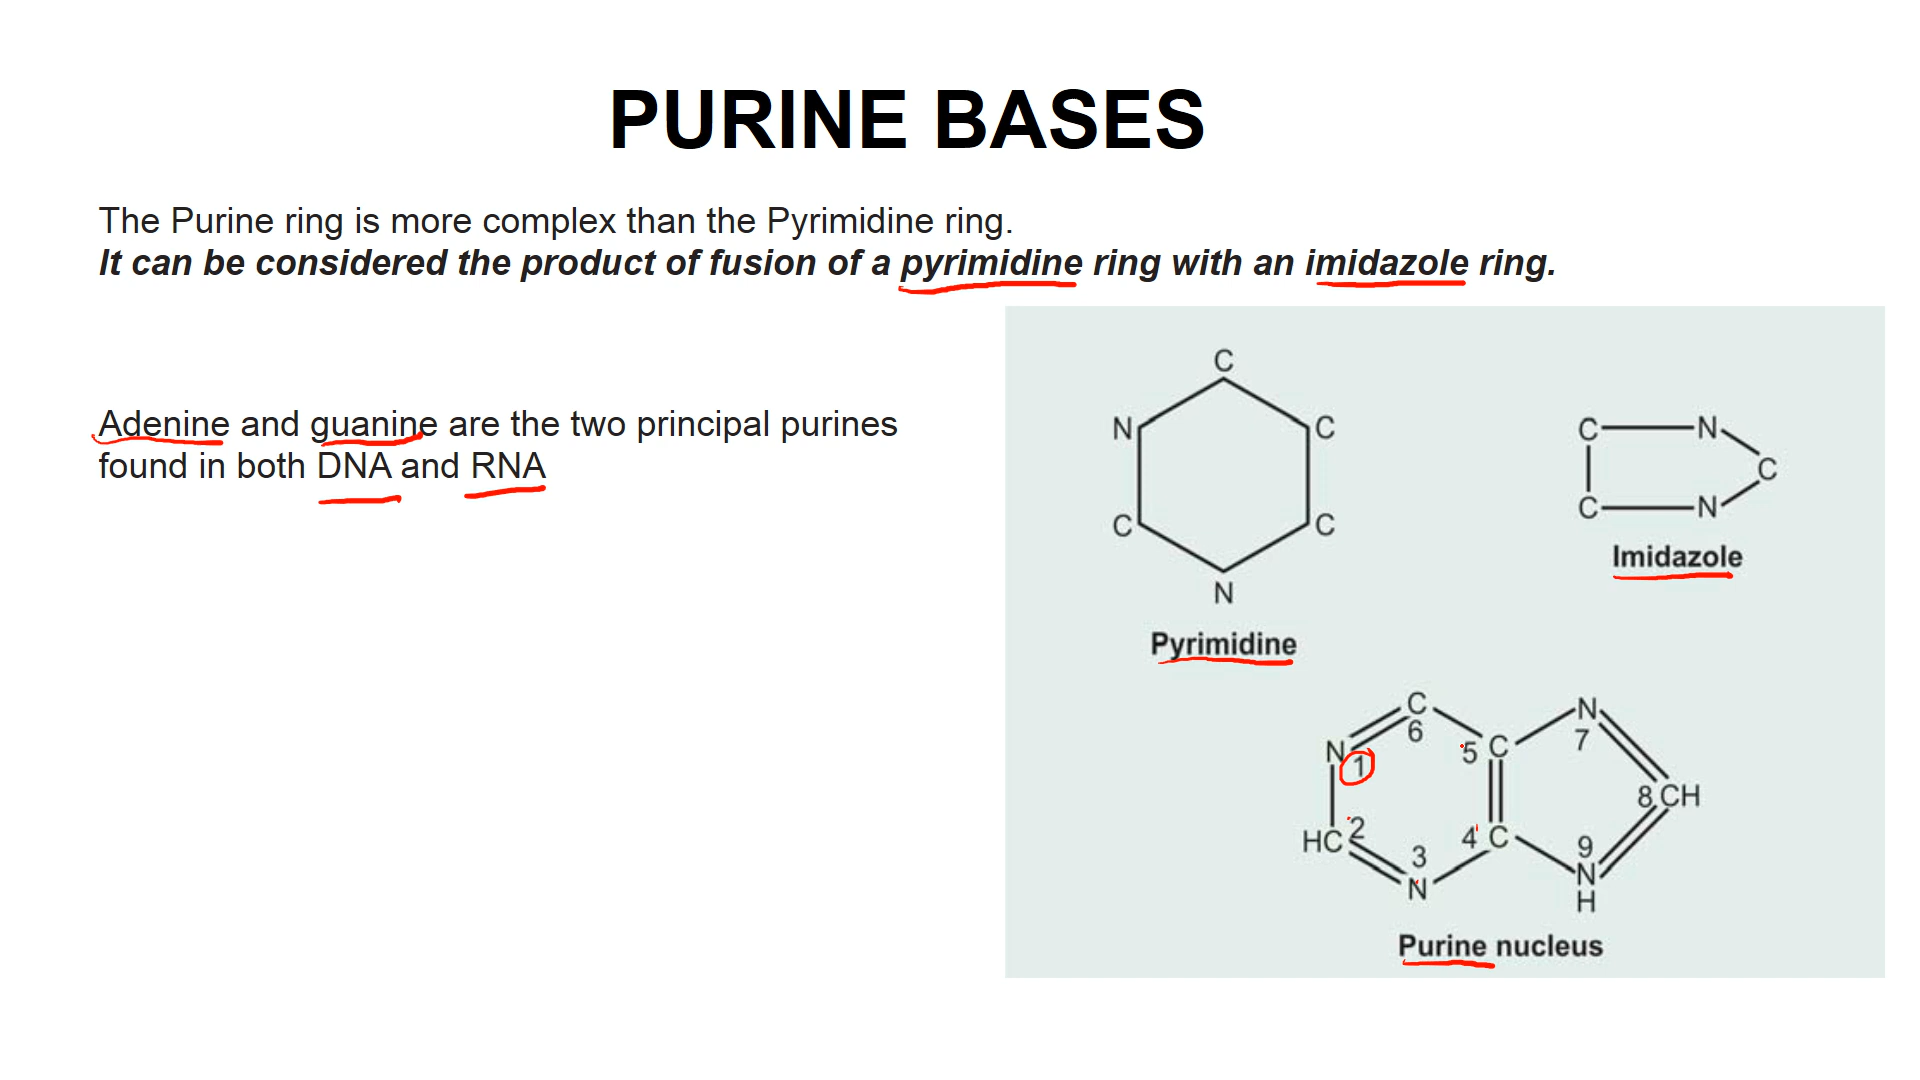 PURINE BASES
The Purine ring is more complex than the Pyrimidine ring.
It can be considered the product of fusion of a pyrimidine ring with an imidazole ring.
Adenine and guanine are the two principal purines
found in both DNA and RNA
C
N C
C C
N
Pyrimidine
C N
C
C N
Imidazole
C N
6 7
N 5 C
1
8 CH
2 4 C
HC 3 9
N N
H
Purine nucleus